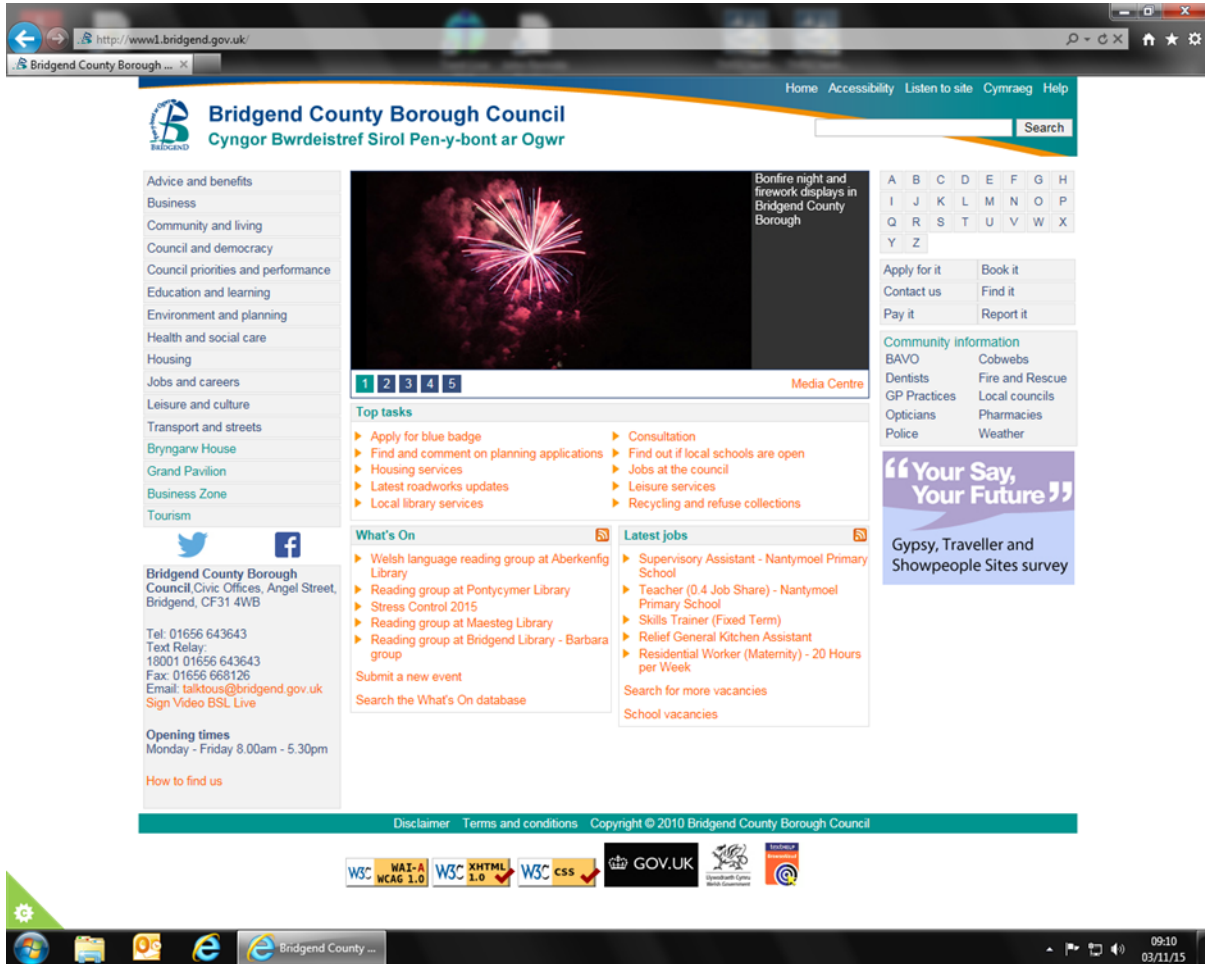 http://www1.bridgend.gov.uk/
Bridgend County Borough ...
Home Accessibility Listen to site Cymraeg Help
Bridgend County Borough Council
Cyngor Bwrdeistref Sirol Pen-y-bont ar Ogwr
BRIDGEND
Search
Advice and benefits
Business
Community and living
Council and democracy
Council priorities and performance
Education and learning
Environment and planning
Health and social care
Housing
Jobs and careers
Leisure and culture
Transport and streets
Bryngarw House
Grand Pavilion
Business Zone
Tourism
Bridgend County Borough
Council,Civic Offices, Angel Street,
Bridgend, CF31 4WB
Tel: 01656 643643
Text Relay:
18001 01656 643643
Fax: 01656 668126
Email: talktous@bridgend.gov.uk
Sign Video BSL Live
Opening times
Monday - Friday 8.00am - 5.30pm
How to find us
Bonfire night and
firework displays in
Bridgend County
Borough
1 2 3 4 5
Media Centre
Top tasks
Apply for blue badge
Find and comment on planning applications
Housing services
Latest roadworks updates
Local library services
Consultation
Find out if local schools are open
Jobs at the council
Leisure services
Recycling and refuse collections
What's On
Welsh language reading group at Aberkenfig
Library
Reading group at Pontycymer Library
Stress Control 2015
Reading group at Maesteg Library
Reading group at Bridgend Library - Barbara
group
Submit a new event
Search the What's On database
Latest jobs
Supervisory Assistant - Nantymoel Primary
School
Teacher (0.4 Job Share) - Nantymoel
Primary School
Skills Trainer (Fixed Term)
Relief General Kitchen Assistant
Residential Worker (Maternity) - 20 Hours
per Week
Search for more vacancies
School vacancies
A B C D E F G H
I J K L M N O P
Q R S T U V W X
Y Z
Apply for it Book it
Contact us Find it
Pay it Report it
Community information
BAVO Cobwebs
Dentists Fire and Rescue
GP Practices Local councils
Opticians Pharmacies
Police Weather
“Your Say,
Your Future”
Gypsy, Traveller and
Showpeople Sites survey
Disclaimer Terms and conditions Copyright © 2010 Bridgend County Borough Council
W3C WAI-A WCAG 1.0
W3C XHTML 1.0
W3C css
GOV.UK
Llywodraeth Cymru
Welsh Government
Bridgend County ...
09:10
03/11/15